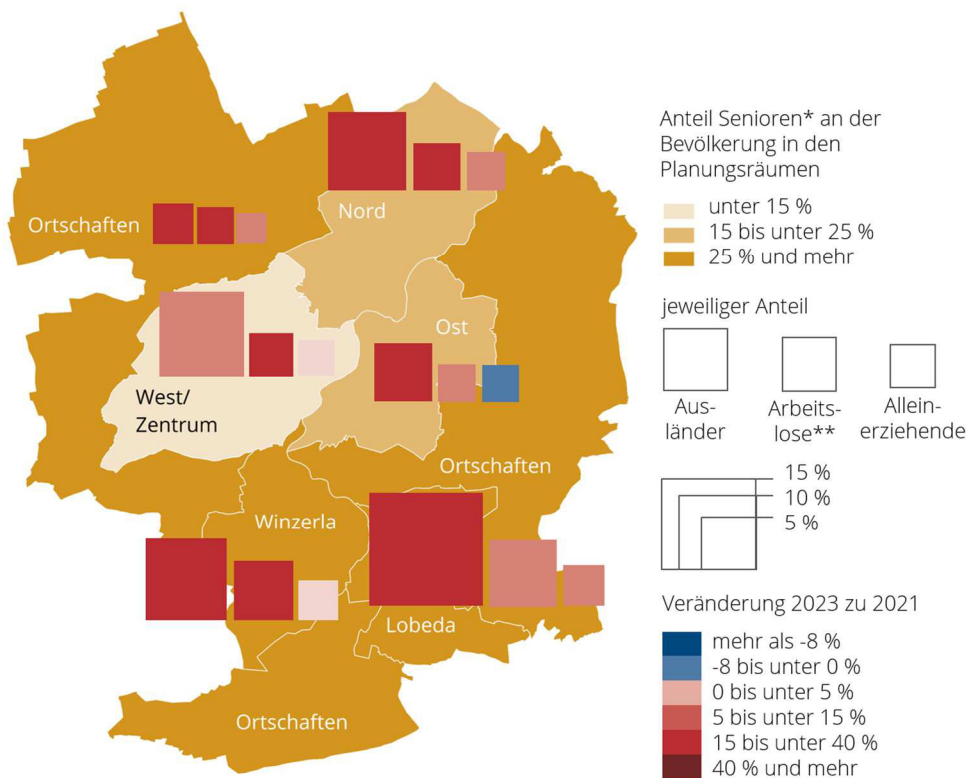 Ortschaften
Nord
Ost
West/
Zentrum
Ortschaften
Winzerla
Lobeda
Ortschaften
Anteil Senioren* an der
Bevölkerung in den
Planungsräumen
unter 15 %
15 bis unter 25 %
25 % und mehr
jeweiliger Anteil
Aus-
länder
Arbeits-
lose**
Allein-
erziehende
15 %
10 %
5 %
Veränderung 2023 zu 2021
mehr als -8 %
-8 bis unter 0 %
0 bis unter 5 %
5 bis unter 15 %
15 bis unter 40 %
40 % und mehr